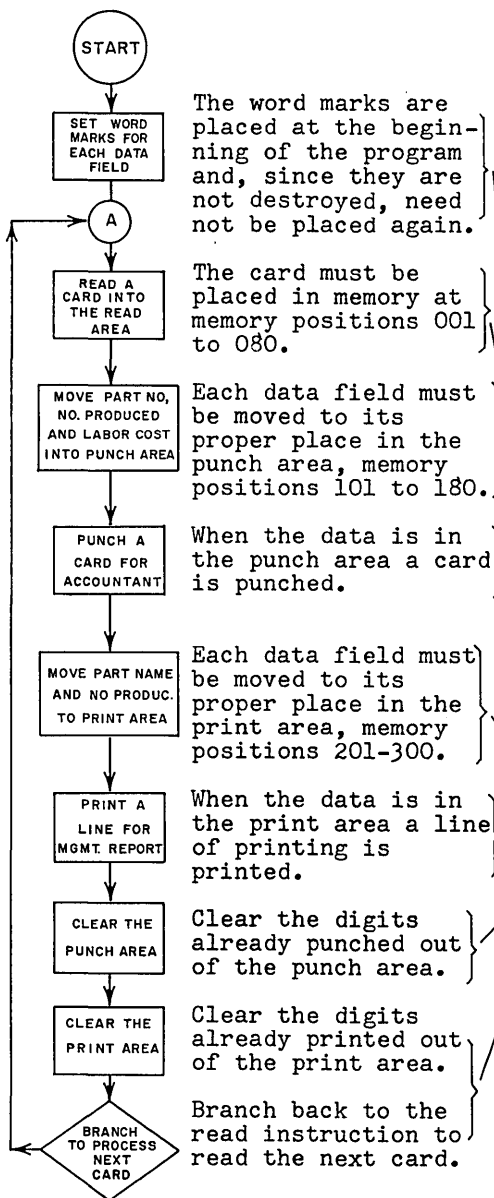 START
SET WORD
MARKS FOR
EACH DATA
FIELD
The word marks are
placed at the begin-
ning of the program
and, since they are
not destroyed, need
not be placed again.
A
READ A
CARD INTO
THE READ
AREA
The card must be
placed in memory at
memory positions 001
to 080.
MOVE PART NO,
NO. PRODUCED
AND LABOR COST
INTO PUNCH AREA
Each data field must
be moved to its
proper place in the
punch area, memory
positions 101 to 180.
PUNCH A
CARD FOR
ACCOUNTANT
When the data is in
the punch area a card
is punched.
MOVE PART NAME
AND NO PRODUC.
TO PRINT AREA
Each data field must
be moved to its
proper place in the
print area, memory
positions 201-300.
PRINT A
LINE FOR
MGMT. REPORT
When the data is in
the print area a line
of printing is
printed.
CLEAR THE
PUNCH AREA
Clear the digits
already punched out
of the punch area.
CLEAR THE
PRINT AREA
Clear the digits
already printed out
of the print area.
BRANCH
TO PROCESS
NEXT
CARD
Branch back to the
read instruction to
read the next card.